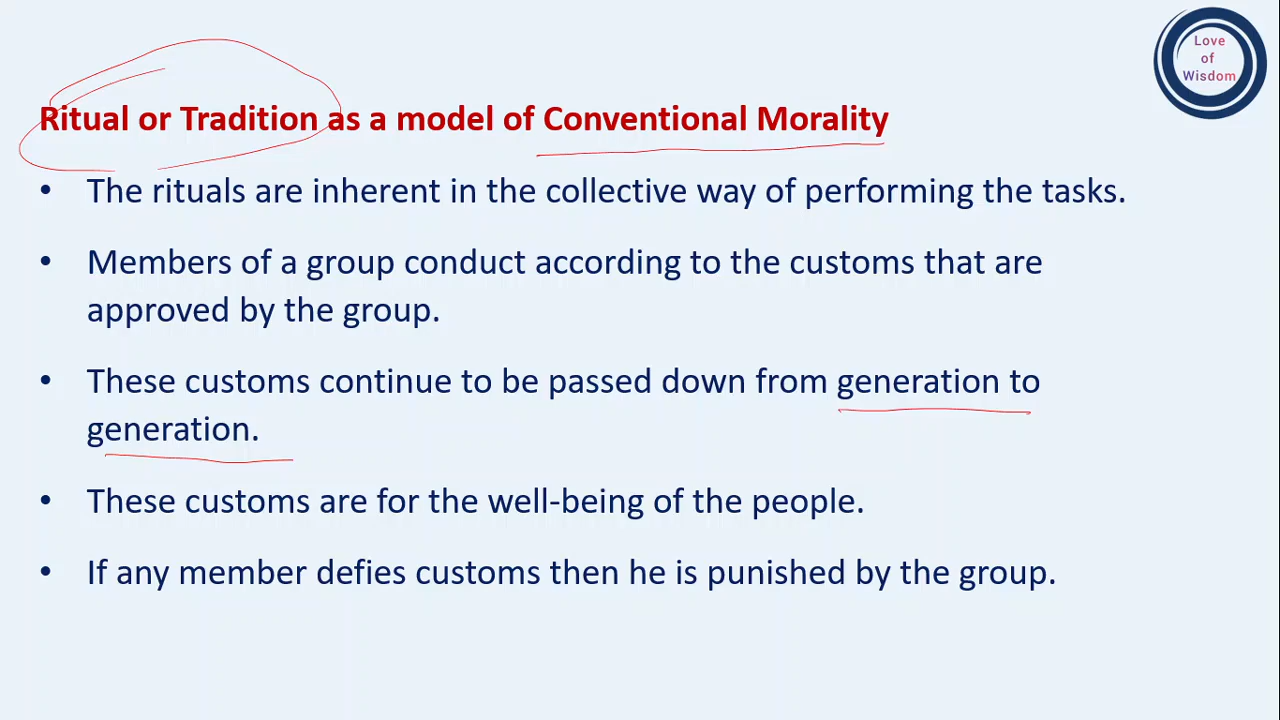 Love
of
Wisdom
Ritual or Tradition as a model of Conventional Morality
• The rituals are inherent in the collective way of performing the tasks.
• Members of a group conduct according to the customs that are
approved by the group.
• These customs continue to be passed down from generation to
generation.
• These customs are for the well-being of the people.
• If any member defies customs then he is punished by the group.